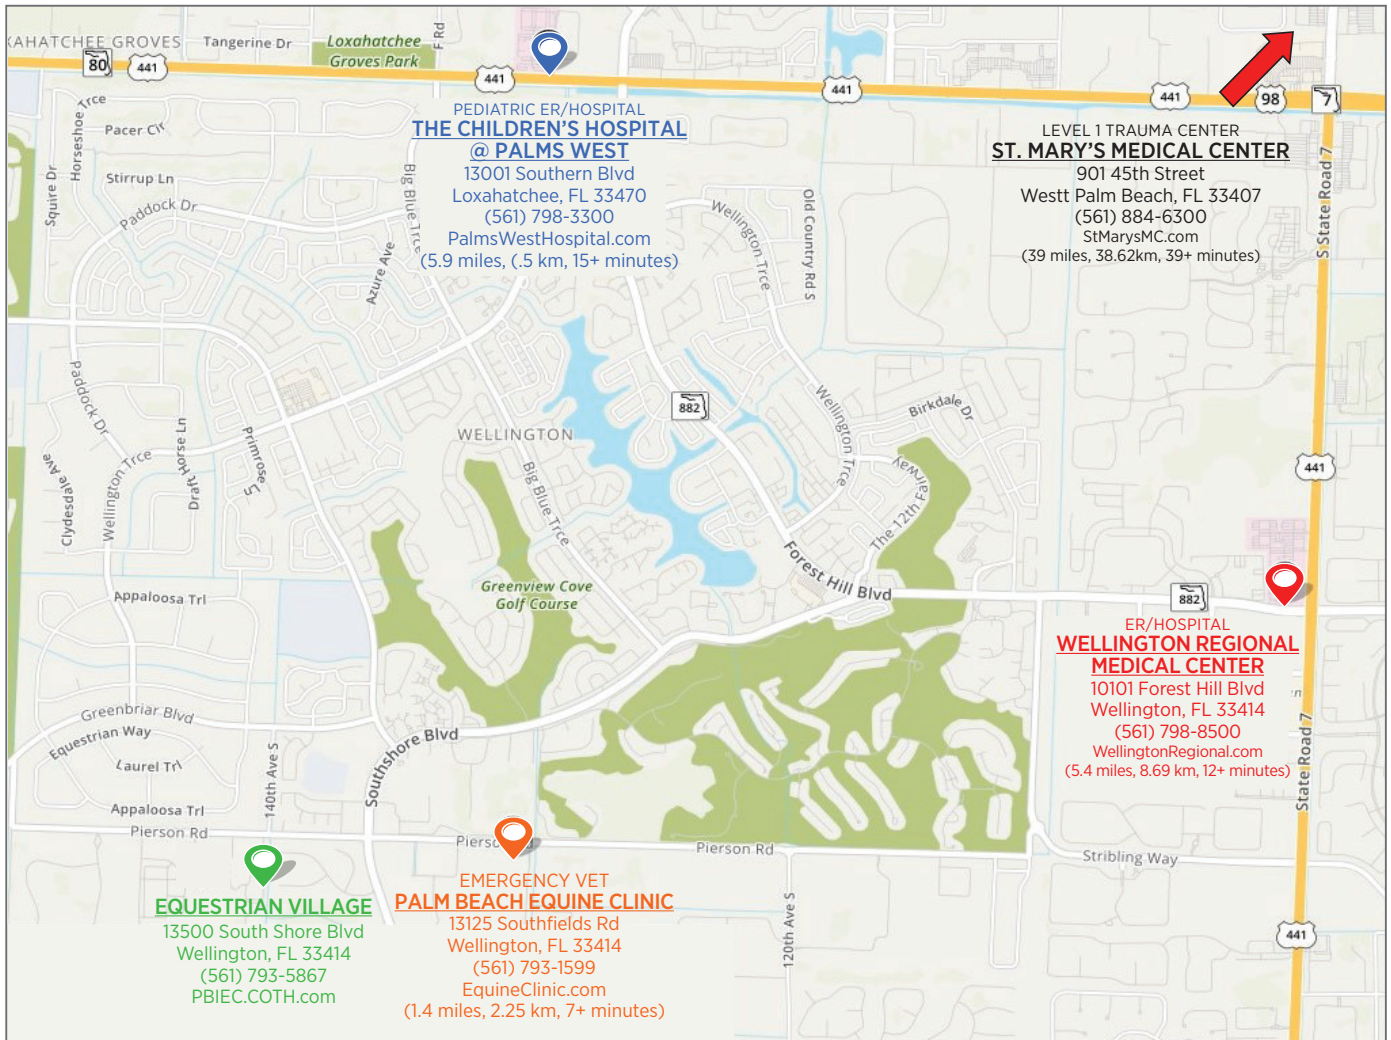 XAHATCHEE GROVES
Tangerine Dr
Loxahatchee
Groves Park
F Rd
80
441
441
441
441
98
7
Squire Dr
Horseshoe Trce
Pacer Cir
Stirrup Ln
Paddock Dr
Big Blue Trce
Azure Ave
PEDIATRIC ER/HOSPITAL
THE CHILDREN'S HOSPITAL
@ PALMS WEST
13001 Southern Blvd
Loxahatchee, FL 33470
(561) 798-3300
PalmsWestHospital.com
(5.9 miles, (.5 km, 15+ minutes)
Wellington Trce
Old Country Rd S
LEVEL 1 TRAUMA CENTER
ST. MARY'S MEDICAL CENTER
901 45th Street
Westt Palm Beach, FL 33407
(561) 884-6300
StMarysMC.com
(39 miles, 38.62km, 39+ minutes)
S State Road 7
Paddock Dr
Clydesdale Ave
Wellington Trce
Draft Horse Ln
Primrose Ln
WELLINGTON
Big Blue Trce
882
Wellington Trce
Birkdale Dr
The 12th Fairway
441
Forest Hill Blvd
Greenview Cove
Golf Course
882
Appaloosa Trl
ER/HOSPITAL
WELLINGTON REGIONAL
MEDICAL CENTER
10101 Forest Hill Blvd
Wellington, FL 33414
(561) 798-8500
WellingtonRegional.com
(5.4 miles, 8.69 km, 12+ minutes)
State Road 7
Greenbriar Blvd
Equestrian Way
Laurel Trl
Appaloosa Trl
140th Ave S
Southshore Blvd
Pierson Rd
Pierson Rd
Pierson Rd
Stribling Way
120th Ave S
441
EQUESTRIAN VILLAGE
13500 South Shore Blvd
Wellington, FL 33414
(561) 793-5867
PBIEC.COTH.com
EMERGENCY VET
PALM BEACH EQUINE CLINIC
13125 Southfields Rd
Wellington, FL 33414
(561) 793-1599
EquineClinic.com
(1.4 miles, 2.25 km, 7+ minutes)